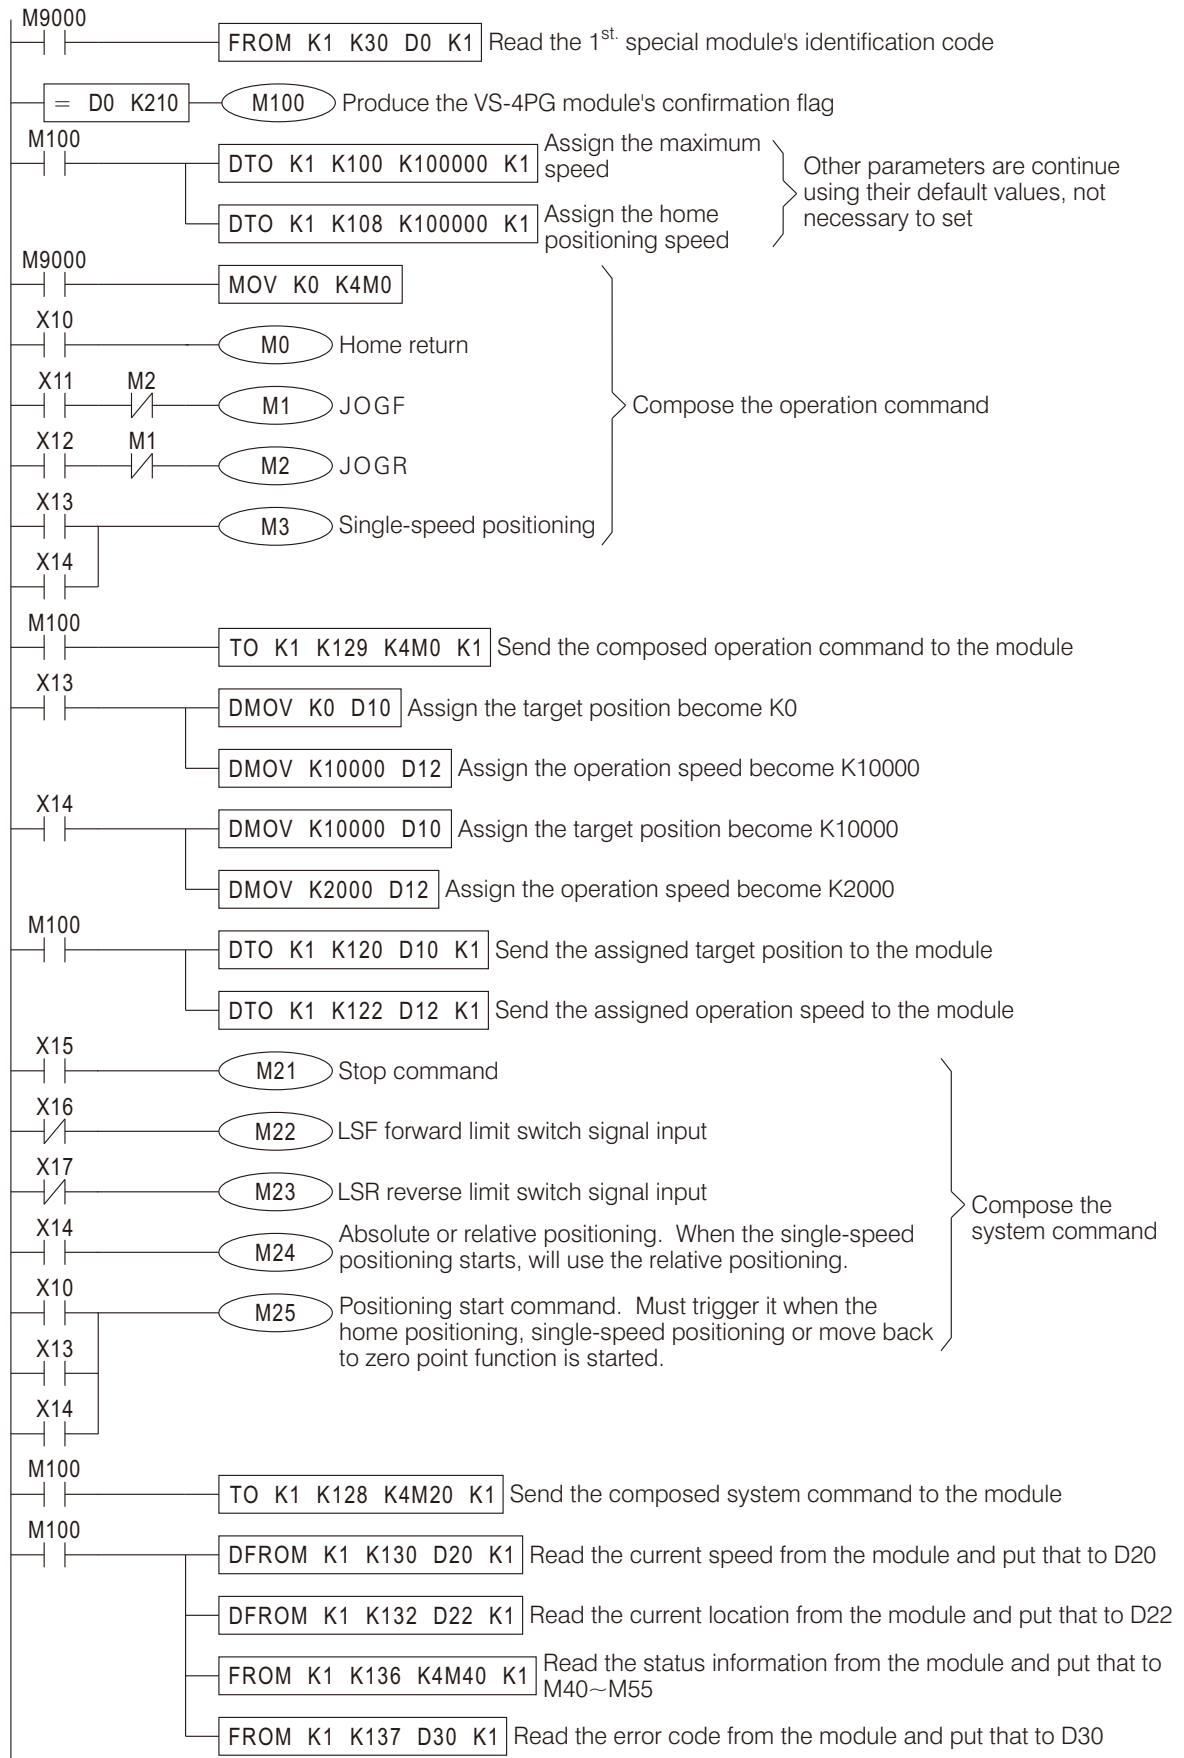 M9000
FROM K1 K30 D0 K1 Read the 1st. special module's identification code
= D0 K210 M100 Produce the VS-4PG module's confirmation flag
M100
DTO K1 K100 K100000 K1 Assign the maximum
speed
DTO K1 K108 K100000 K1 Assign the home
positioning speed
Other parameters are continue
using their default values, not
necessary to set
M9000
MOV K0 K4M0
X10
M0 Home return
X11 M2
M1 JOGF
X12 M1
M2 JOGR
X13
M3 Single-speed positioning
X14
Compose the operation command
M100
TO K1 K129 K4M0 K1 Send the composed operation command to the module
X13
DMOV K0 D10 Assign the target position become K0
DMOV K10000 D12 Assign the operation speed become K10000
X14
DMOV K10000 D10 Assign the target position become K10000
DMOV K2000 D12 Assign the operation speed become K2000
M100
DTO K1 K120 D10 K1 Send the assigned target position to the module
DTO K1 K122 D12 K1 Send the assigned operation speed to the module
X15
M21 Stop command
X16
M22 LSF forward limit switch signal input
X17
M23 LSR reverse limit switch signal input
X14
M24 Absolute or relative positioning. When the single-speed
positioning starts, will use the relative positioning.
X10
M25 Positioning start command. Must trigger it when the
home positioning, single-speed positioning or move back
to zero point function is started.
X13
X14
Compose the
system command
M100
TO K1 K128 K4M20 K1 Send the composed system command to the module
M100
DFROM K1 K130 D20 K1 Read the current speed from the module and put that to D20
DFROM K1 K132 D22 K1 Read the current location from the module and put that to D22
FROM K1 K136 K4M40 K1 Read the status information from the module and put that to
M40~M55
FROM K1 K137 D30 K1 Read the error code from the module and put that to D30